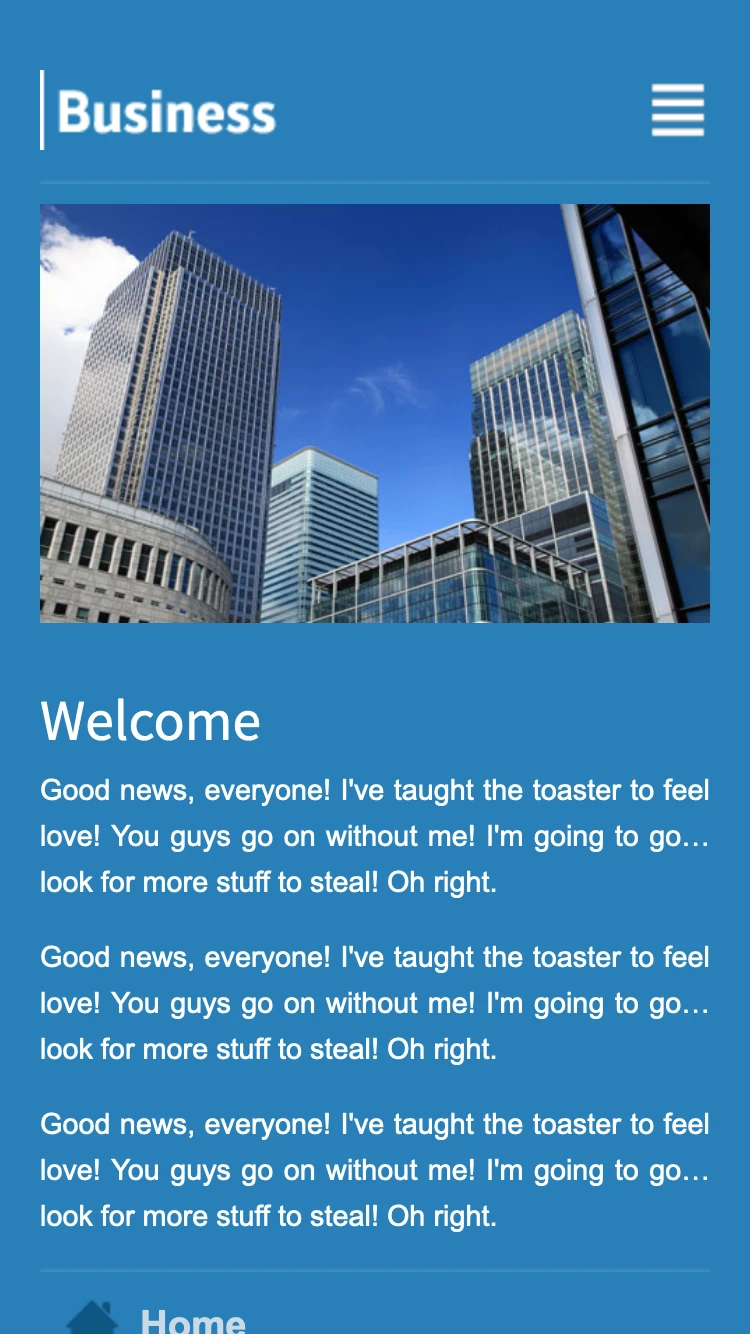 Business
Welcome
Good news, everyone! I've taught the toaster to feel
love! You guys go on without me! I'm going to go…
look for more stuff to steal! Oh right.
Good news, everyone! I've taught the toaster to feel
love! You guys go on without me! I'm going to go…
look for more stuff to steal! Oh right.
Good news, everyone! I've taught the toaster to feel
love! You guys go on without me! I'm going to go…
look for more stuff to steal! Oh right.
Home